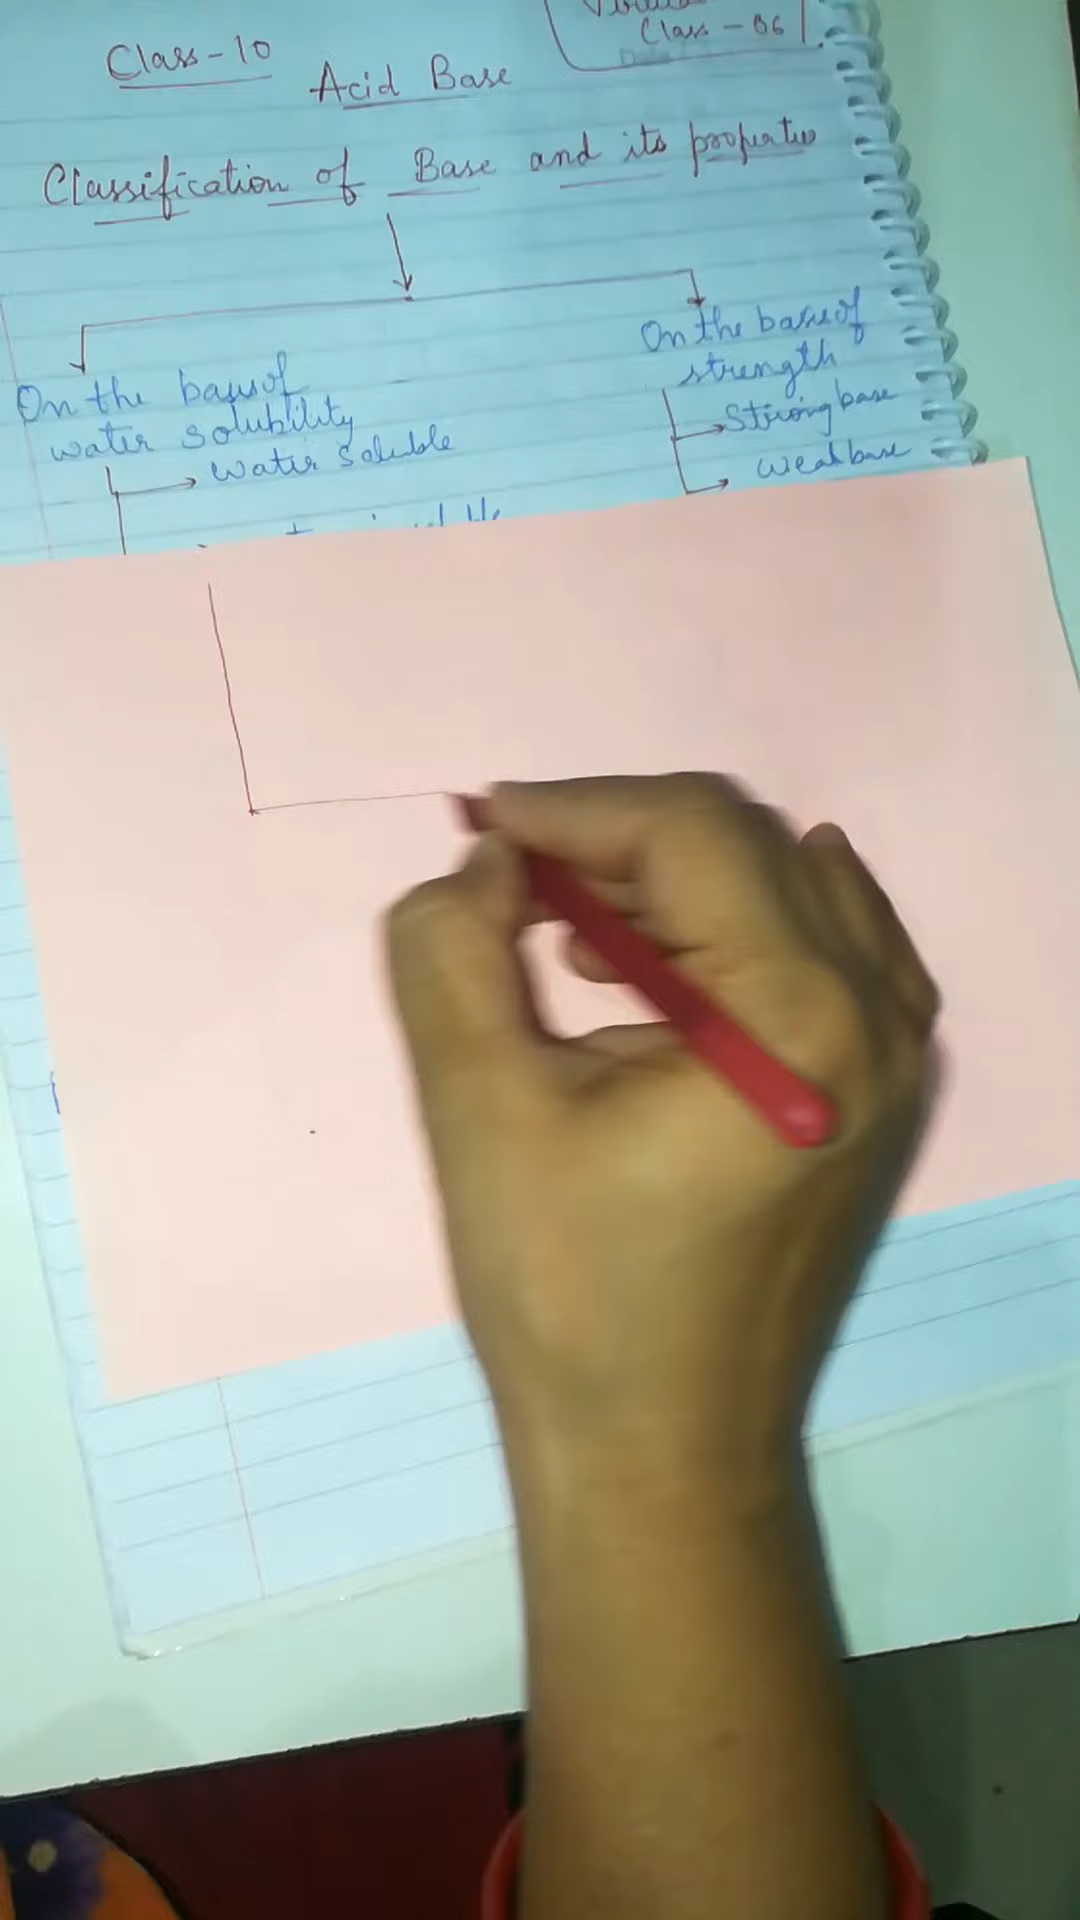 Class - 06
Class - 10
Acid Base
Classification of Base and its properties
On the basis of
strength
Strong base
Weak base
On the basis of
water solubility
water soluble